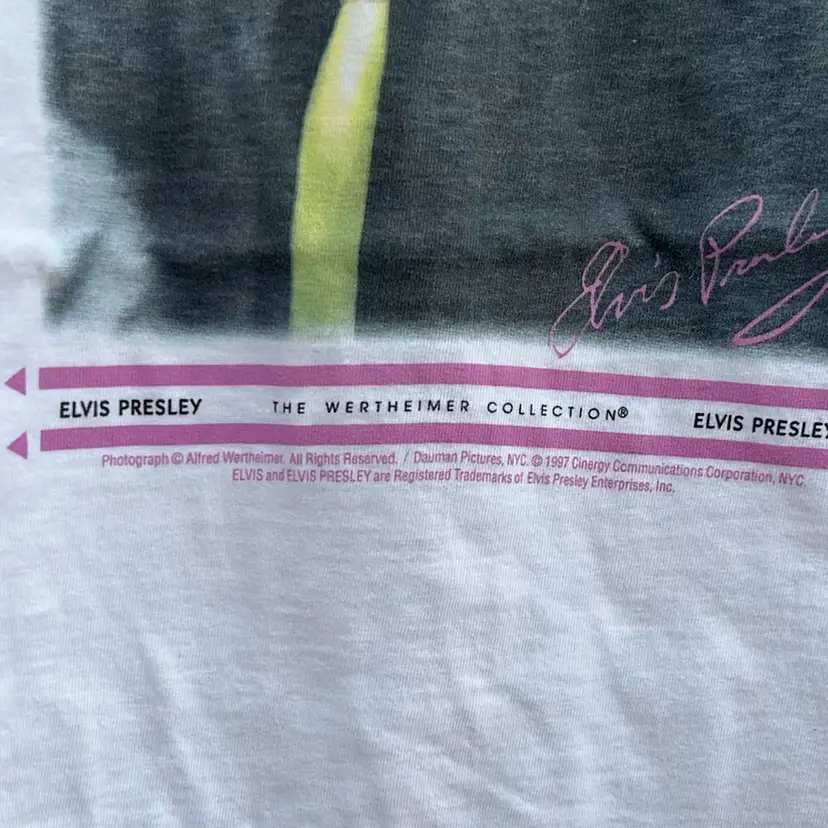 Elvis Presley
ELVIS PRESLEY THE WERTHEIMER COLLECTION® ELVIS PRESLEY
Photograph © Alfred Wertheimer. All Rights Reserved. / Dauman Pictures, NYC. © 1997 Cinergy Communications Corporation, NYC.
ELVIS and ELVIS PRESLEY are Registered Trademarks of Elvis Presley Enterprises, Inc.